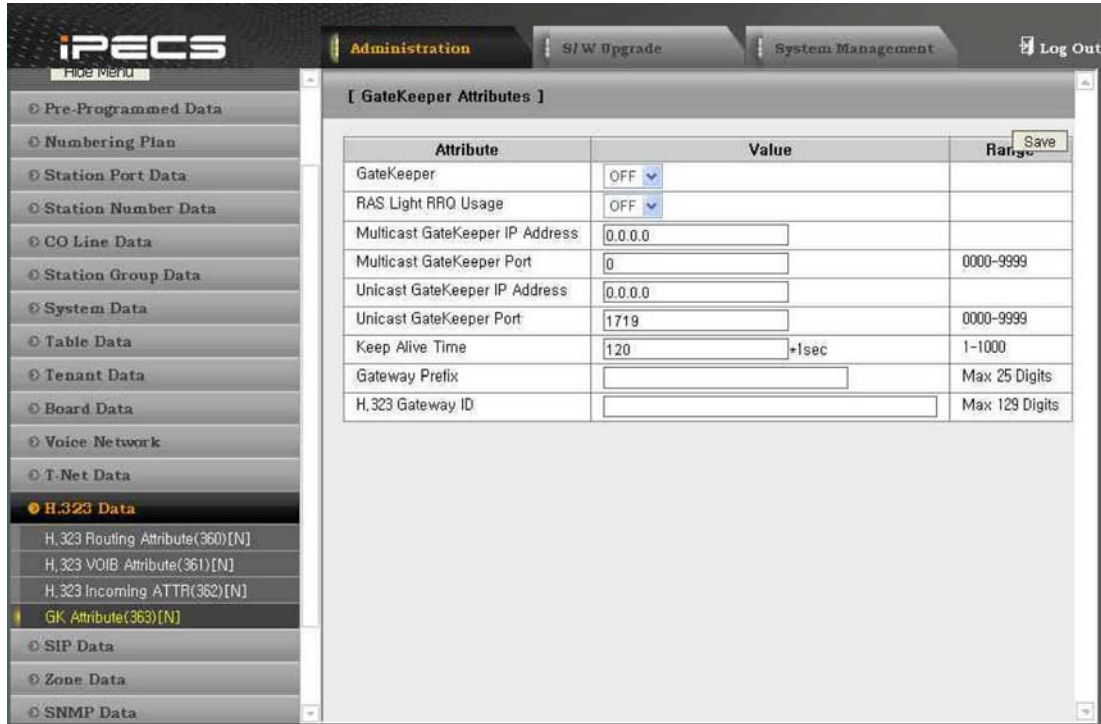 iPECS
Administration
S/W Upgrade
System Management
Log Out
Hide Menu
Pre-Programmed Data
Numbering Plan
Station Port Data
Station Number Data
CO Line Data
Station Group Data
System Data
Table Data
Tenant Data
Board Data
Voice Network
T-Net Data
H.323 Data
H.323 Routing Attribute(360)[N]
H.323 VOIB Attribute(361)[N]
H.323 Incoming ATTR(362)[N]
GK Attribute(363)[N]
SIP Data
Zone Data
SNMP Data
[ GateKeeper Attributes ]
Save
Attribute Value Range
GateKeeper OFF
RAS Light RRQ Usage OFF
Multicast GateKeeper IP Address 0.0.0.0
Multicast GateKeeper Port 0 0000-9999
Unicast GateKeeper IP Address 0.0.0.0
Unicast GateKeeper Port 1719 0000-9999
Keep Alive Time 120 *1sec 1-1000
Gateway Prefix Max 25 Digits
H.323 Gateway ID Max 129 Digits